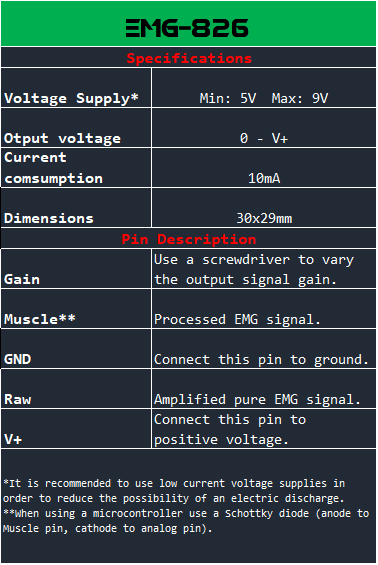 EMG-826
Specifications
Voltage Supply* Min: 5V Max: 9V
Otput voltage 0 - V+
Current
comsumption 10mA
Dimensions 30x29mm
Pin Description
Use a screwdriver to vary
Gain the output signal gain.
Muscle** Processed EMG signal.
GND Connect this pin to ground.
Raw Amplified pure EMG signal.
Connect this pin to
V+ positive voltage.
*It is recommended to use low current voltage supplies in
order to reduce the possibility of an electric discharge.
**When using a microcontroller use a Schottky diode (anode to
Muscle pin, cathode to analog pin).